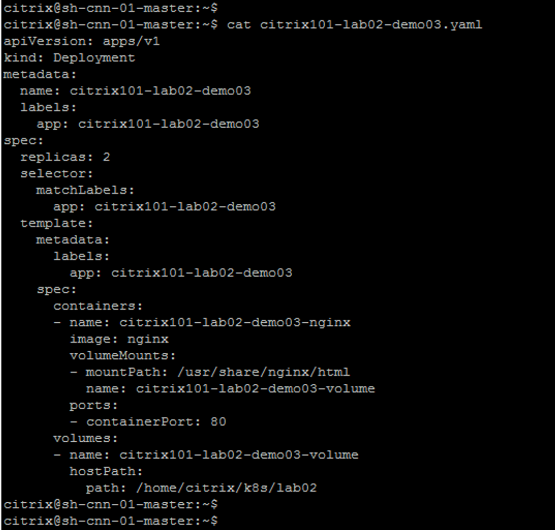 citrix@sh-cnn-01-master:~$
citrix@sh-cnn-01-master:~$ cat citrix101-lab02-demo03.yaml
apiVersion: apps/v1
kind: Deployment
metadata:
  name: citrix101-lab02-demo03
  labels:
    app: citrix101-lab02-demo03
spec:
  replicas: 2
  selector:
    matchLabels:
      app: citrix101-lab02-demo03
  template:
    metadata:
      labels:
        app: citrix101-lab02-demo03
    spec:
      containers:
      - name: citrix101-lab02-demo03-nginx
        image: nginx
        volumeMounts:
        - mountPath: /usr/share/nginx/html
          name: citrix101-lab02-demo03-volume
        ports:
        - containerPort: 80
      volumes:
      - name: citrix101-lab02-demo03-volume
        hostPath:
          path: /home/citrix/k8s/lab02
citrix@sh-cnn-01-master:~$
citrix@sh-cnn-01-master:~$